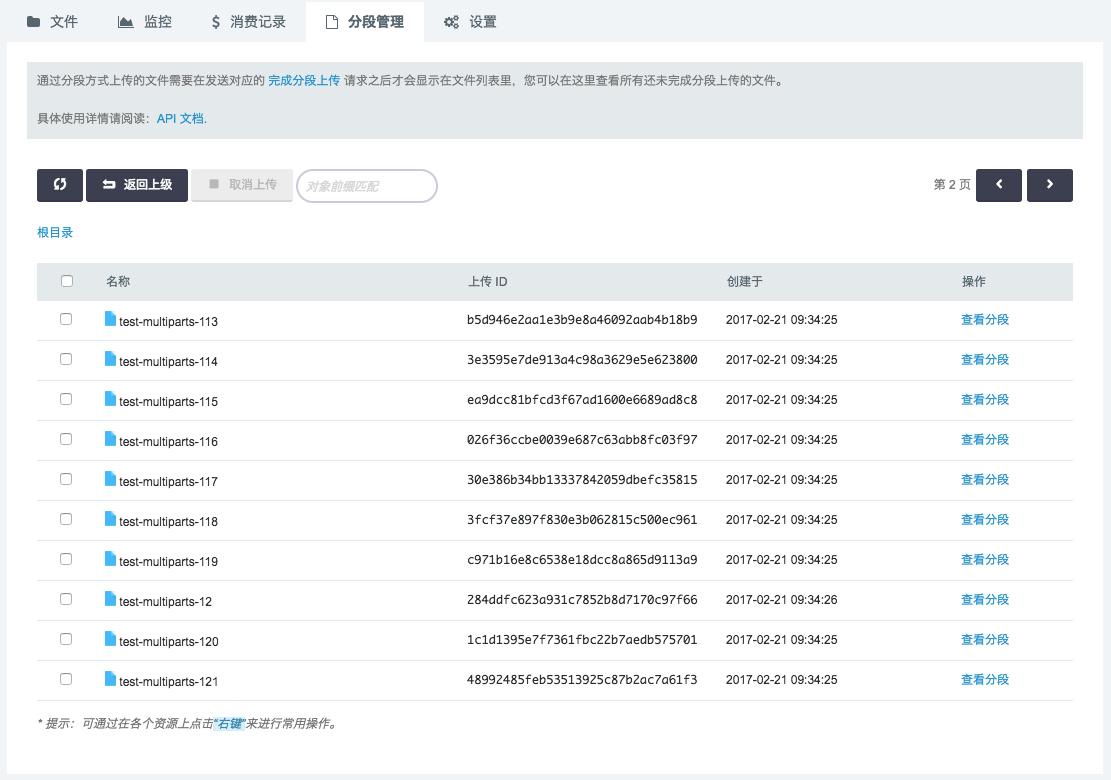 文件 监控 $ 消费记录 分段管理 设置
通过分段方式上传的文件需要在发送对应的 完成分段上传 请求之后才会显示在文件列表里，您可以在这里查看所有还未完成分段上传的文件。
具体使用详情请阅读：API 文档.
返回上级 取消上传 对象前缀匹配 第 2 页
根目录
名称 上传 ID 创建于 操作
test-multiparts-113 b5d946e2aa1e3b9e8a46092aab4b18b9 2017-02-21 09:34:25 查看分段
test-multiparts-114 3e3595e7de913a4c98a3629e5e623800 2017-02-21 09:34:25 查看分段
test-multiparts-115 ea9dcc81bfcd3f67ad1600e6689ad8c8 2017-02-21 09:34:25 查看分段
test-multiparts-116 026f36ccbe0039e687c63abb8fc03f97 2017-02-21 09:34:25 查看分段
test-multiparts-117 30e386b34bb13337842059dbefc35815 2017-02-21 09:34:25 查看分段
test-multiparts-118 3fcf37e897f830e3b062815c500ec961 2017-02-21 09:34:25 查看分段
test-multiparts-119 c971b16e8c6538e18dcc8a865d9113a9 2017-02-21 09:34:25 查看分段
test-multiparts-12 284ddfc623a931c7852b8d7170c97f66 2017-02-21 09:34:26 查看分段
test-multiparts-120 1c1d1395e7f7361fbc22b7aedb575701 2017-02-21 09:34:25 查看分段
test-multiparts-121 48992485feb53513925c87b2ac7a61f3 2017-02-21 09:34:25 查看分段
* 提示：可通过在各个资源上点击"右键"来进行常用操作。